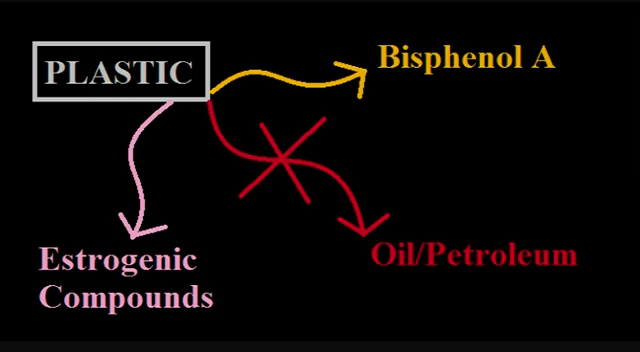 PLASTIC
Bisphenol A
Oil/Petroleum
Estrogenic
Compounds